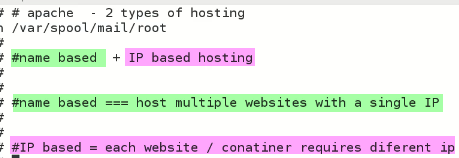 # # apache  - 2 types of hosting
n /var/spool/mail/root
#
# #name based  + IP based hosting
#
#
# #name based === host multiple websites with a single IP
#
#
# #IP based = each website / conatiner requires diferent ip